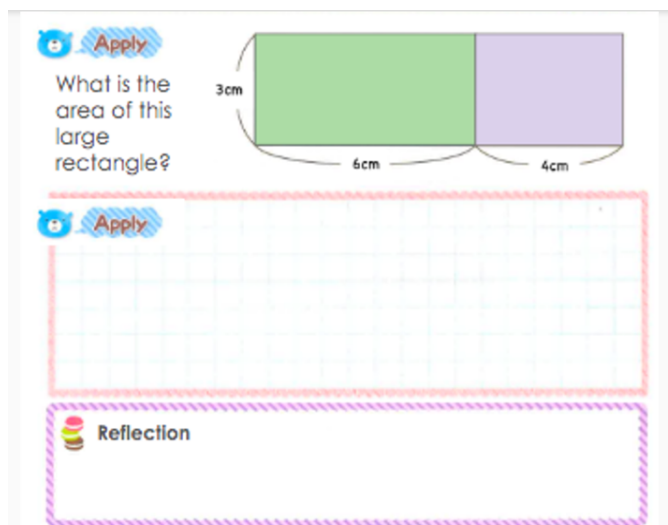 Apply
What is the
area of this
large
rectangle?
3cm
6cm
4cm
Apply
Reflection